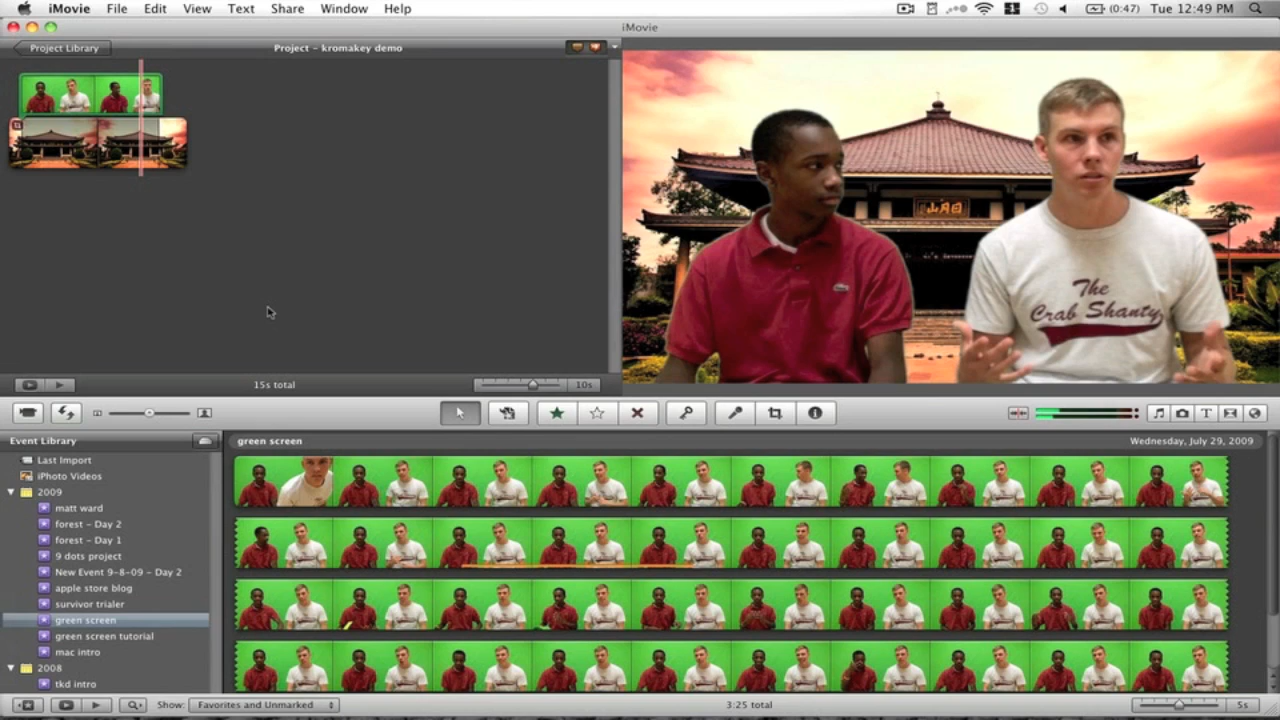 iMovie File Edit View Text Share Window Help
(0:47) Tue 12:49 PM
iMovie
Project Library
Project - kromakey demo
The
Crab Shanty
15s total
10s
Event Library
green screen
Wednesday, July 29, 2009
Last Import
iPhoto Videos
2009
matt ward
forest - Day 2
forest - Day 1
9 dots project
New Event 9-8-09 - Day 2
apple store blog
survivor trialer
green screen
green screen tutorial
mac intro
2008
tkd intro
Show: Favorites and Unmarked
3:25 total
5s